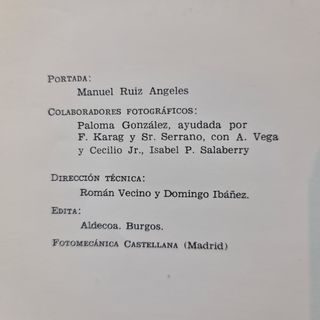 PORTADA:
Manuel Ruiz Angeles
COLABORADORES FOTOGRÁFICOS:
Paloma González, ayudada por
F. Karag y Sr. Serrano, con A. Vega
y Cecilio Jr., Isabel P. Salaberry
DIRECCIÓN TÉCNICA:
Román Vecino y Domingo Ibáñez.
EDITA:
Aldecoa. Burgos.
FOTOMECÁNICA CASTELLANA (Madrid)